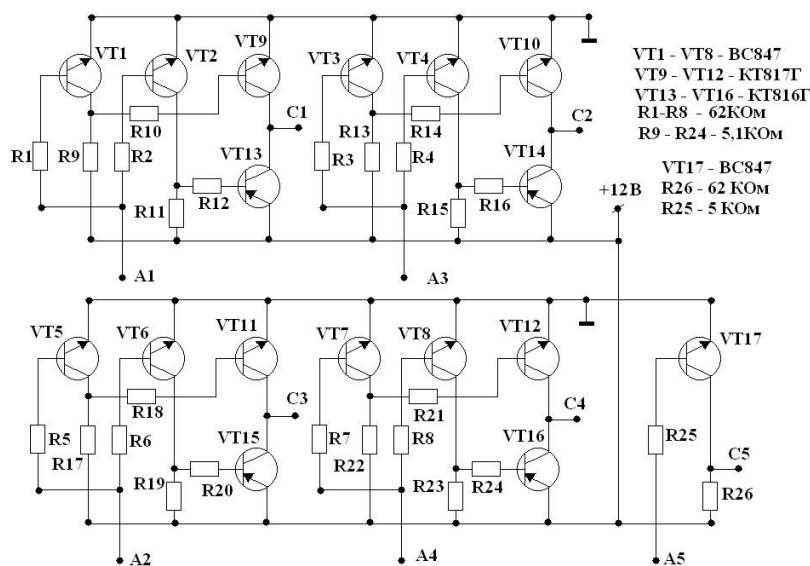 VT1 VT2 VT9 VT3 VT4 VT10
VT1 - VT8 - BC847
VT9 - VT12 - КТ817Г
VT13 - VT16 - КТ816Г
R1-R8 - 62КОм
R9 - R24 - 5,1КОм
R10 C1 R14 C2
R1 R9 R2 VT13 R3 R13 R4 VT14
VT17 - BC847
R26 - 62 КОм
R25 - 5 КОм
+12В
R11 R12 R15 R16
A1 A3
VT5 VT6 VT11 VT7 VT8 VT12 VT17
R18 C3 R21 C4
R5 R17 R6 VT15 R7 R22 R8 VT16 R25
C5
R19 R20 R23 R24 R26
A2 A4 A5